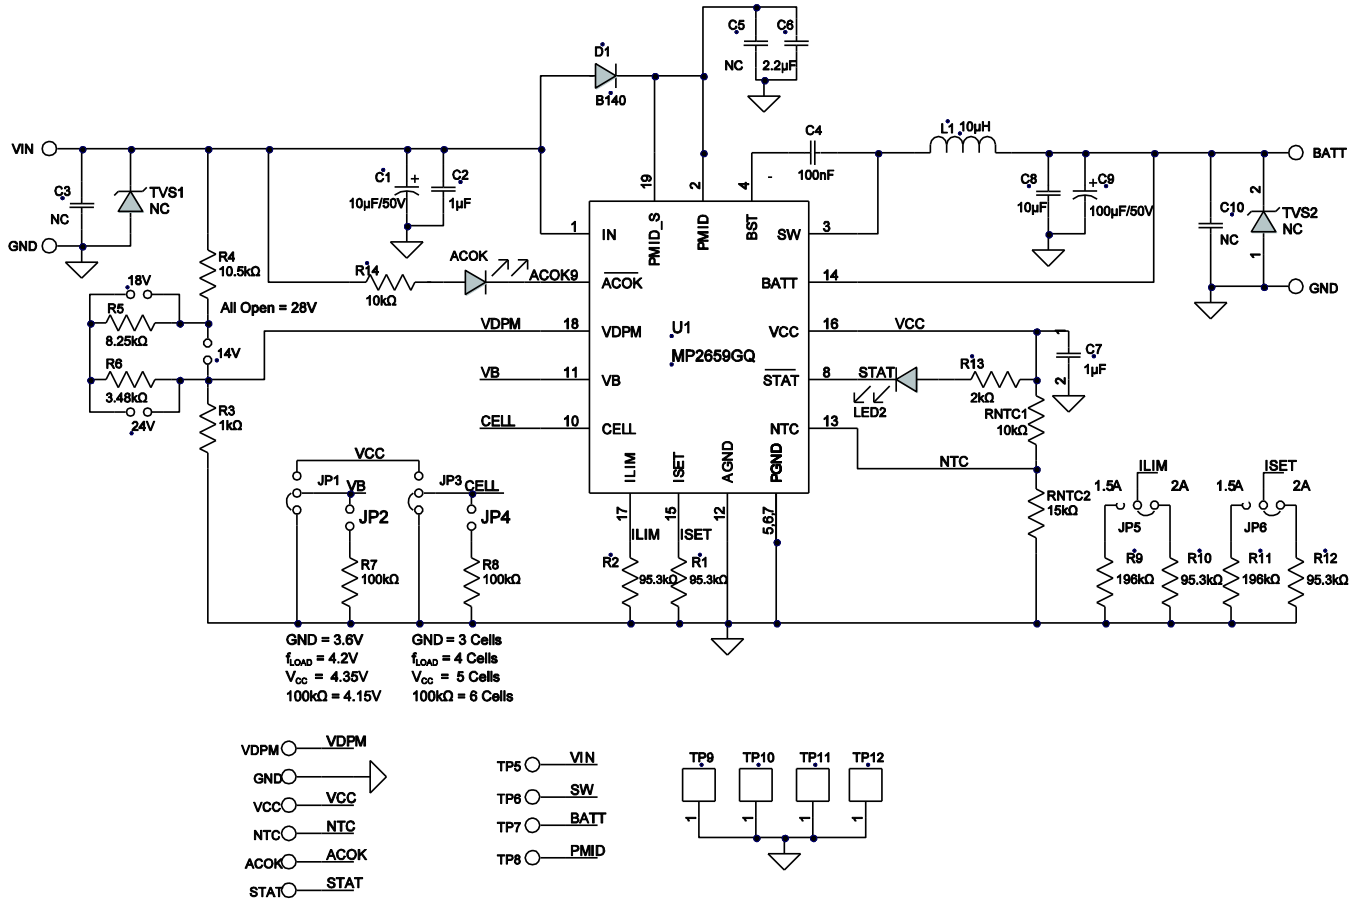 C5
C6
NC
2.2µF
D1
B140
VIN
GND
C3
NC
TVS1
NC
C1
10µF/50V
+
C2
1µF
C4
100nF
-
L1
10µH
BATT
C8
10µF
C9
+
100µF/50V
C10
NC
TVS2
NC
2
1
GND
19
2
4
PMID_S
PMID
BST
1
IN
SW
3
R14
10kΩ
ACOK
ACOK
9
ACOK
BATT
14
R4
10.5kΩ
18V
R5
8.25kΩ
All Open = 28V
14V
R6
3.48kΩ
24V
R3
1kΩ
VDPM
18
VDPM
U1
MP2659GQ
VCC
16
VCC
VB
11
VB
STAT
8
STAT
LED2
R13
2kΩ
C7
1µF
1
2
CELL
10
CELL
NTC
13
NTC
RNTC1
10kΩ
RNTC2
15kΩ
ILIM
ISET
AGND
PGND
17
15
12
5,6,7
ILIM
ISET
R2
95.3kΩ
R1
95.3kΩ
VCC
JP1
VB
JP2
R7
100kΩ
JP3
CELL
JP4
R8
100kΩ
ILIM
1.5A
2A
JP5
R9
196kΩ
R10
95.3kΩ
ISET
1.5A
2A
JP6
R11
196kΩ
R12
95.3kΩ
GND = 3.6V
fLOAD = 4.2V
VCC = 4.35V
100kΩ = 4.15V
GND = 3 Cells
fLOAD = 4 Cells
VCC = 5 Cells
100kΩ = 6 Cells
VDPM
VDPM
GND
VCC
VCC
NTC
NTC
ACOK
ACOK
STAT
STAT
TP5
VIN
TP6
SW
TP7
BATT
TP8
PMID
TP9
TP10
TP11
TP12
1
1
1
1